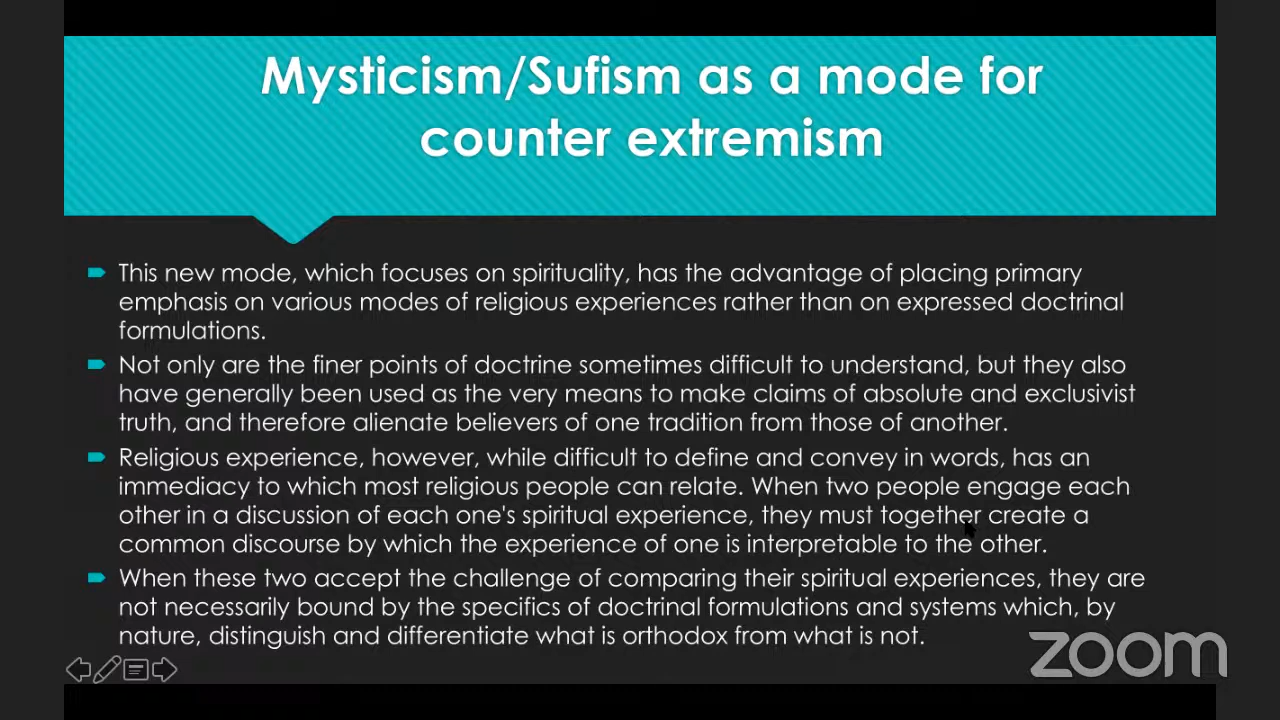 Mysticism/Sufism as a mode for
counter extremism
This new mode, which focuses on spirituality, has the advantage of placing primary
emphasis on various modes of religious experiences rather than on expressed doctrinal
formulations.
Not only are the finer points of doctrine sometimes difficult to understand, but they also
have generally been used as the very means to make claims of absolute and exclusivist
truth, and therefore alienate believers of one tradition from those of another.
Religious experience, however, while difficult to define and convey in words, has an
immediacy to which most religious people can relate. When two people engage each
other in a discussion of each one's spiritual experience, they must together create a
common discourse by which the experience of one is interpretable to the other.
When these two accept the challenge of comparing their spiritual experiences, they are
not necessarily bound by the specifics of doctrinal formulations and systems which, by
nature, distinguish and differentiate what is orthodox from what is not.
zoom